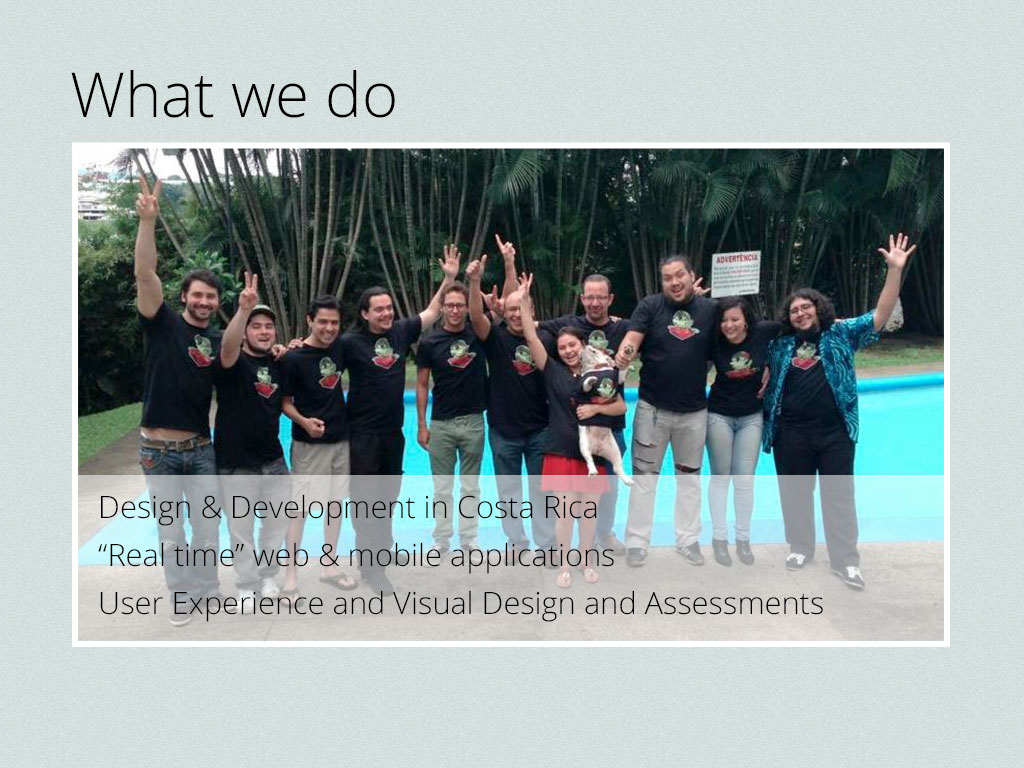 What we do
ADVERTENCIA
Design & Development in Costa Rica
“Real time” web & mobile applications
User Experience and Visual Design and Assessments